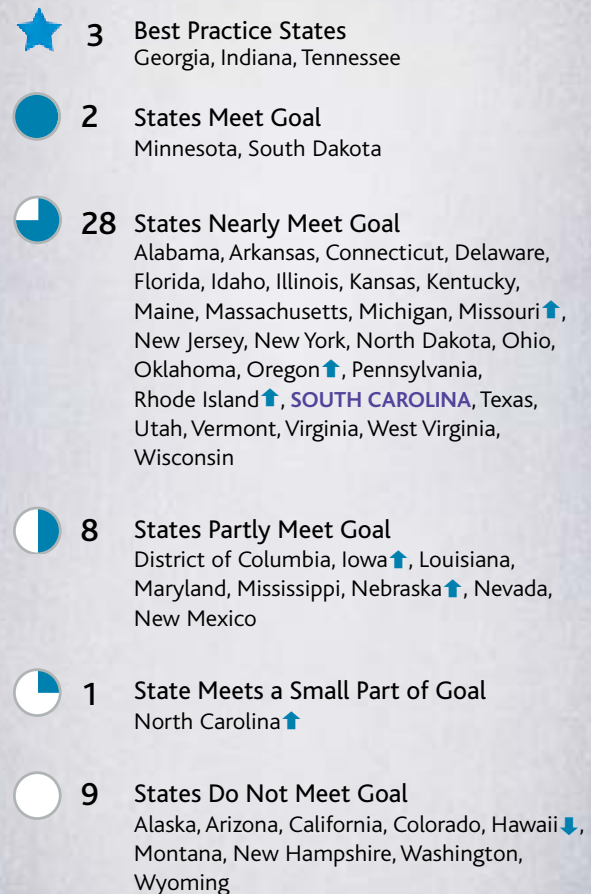 3 Best Practice States
Georgia, Indiana, Tennessee
2 States Meet Goal
Minnesota, South Dakota
28 States Nearly Meet Goal
Alabama, Arkansas, Connecticut, Delaware,
Florida, Idaho, Illinois, Kansas, Kentucky,
Maine, Massachusetts, Michigan, Missouri⬆,
New Jersey, New York, North Dakota, Ohio,
Oklahoma, Oregon⬆, Pennsylvania,
Rhode Island⬆, SOUTH CAROLINA, Texas,
Utah, Vermont, Virginia, West Virginia,
Wisconsin
8 States Partly Meet Goal
District of Columbia, Iowa⬆, Louisiana,
Maryland, Mississippi, Nebraska⬆, Nevada,
New Mexico
1 State Meets a Small Part of Goal
North Carolina⬆
9 States Do Not Meet Goal
Alaska, Arizona, California, Colorado, Hawaii⬇,
Montana, New Hampshire, Washington,
Wyoming